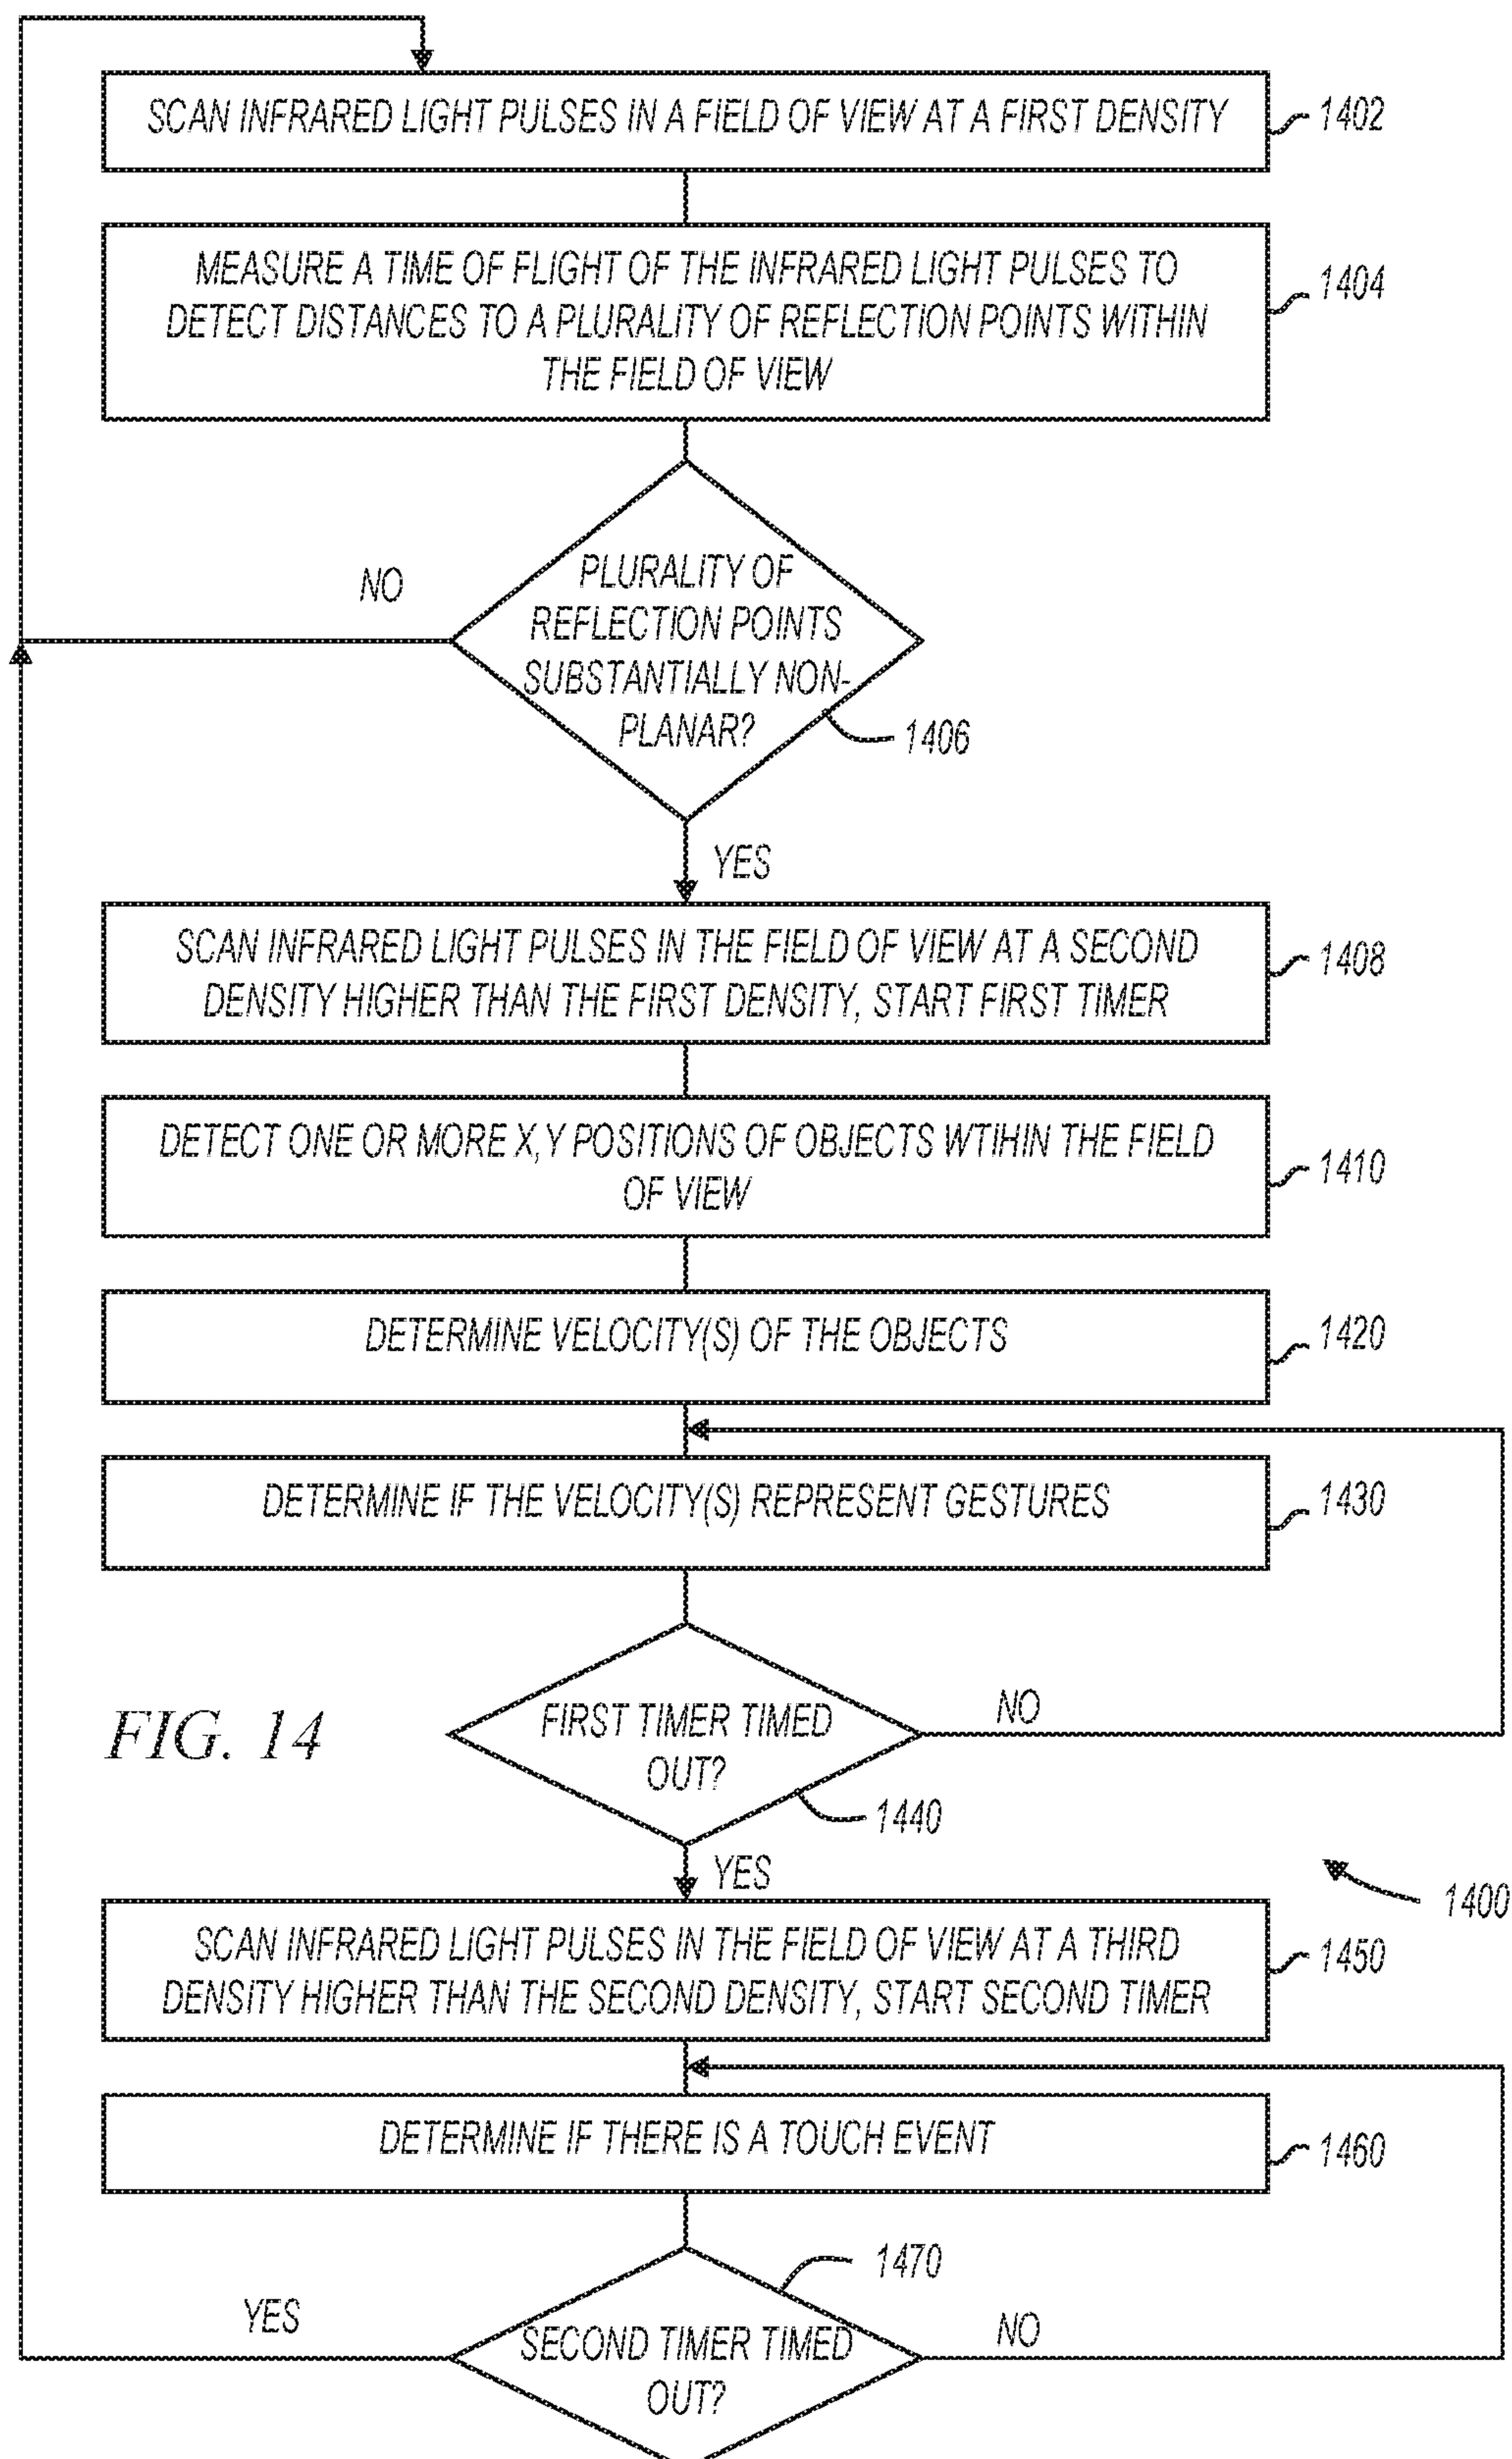 SCAN INFRARED LIGHT PULSES IN A FIELD OF VIEW AT A FIRST DENSITY
1402
MEASURE A TIME OF FLIGHT OF THE INFRARED LIGHT PULSES TO
DETECT DISTANCES TO A PLURALITY OF REFLECTION POINTS WITHIN
THE FIELD OF VIEW
1404
NO
PLURALITY OF
REFLECTION POINTS
SUBSTANTIALLY NON-
PLANAR?
1406
YES
SCAN INFRARED LIGHT PULSES IN THE FIELD OF VIEW AT A SECOND
DENSITY HIGHER THAN THE FIRST DENSITY, START FIRST TIMER
1408
DETECT ONE OR MORE X,Y POSITIONS OF OBJECTS WTIHIN THE FIELD
OF VIEW
1410
DETERMINE VELOCITY(S) OF THE OBJECTS
1420
DETERMINE IF THE VELOCITY(S) REPRESENT GESTURES
1430
FIG. 14
FIRST TIMER TIMED
OUT?
NO
1440
YES
1400
SCAN INFRARED LIGHT PULSES IN THE FIELD OF VIEW AT A THIRD
DENSITY HIGHER THAN THE SECOND DENSITY, START SECOND TIMER
1450
DETERMINE IF THERE IS A TOUCH EVENT
1460
1470
YES
SECOND TIMER TIMED
OUT?
NO